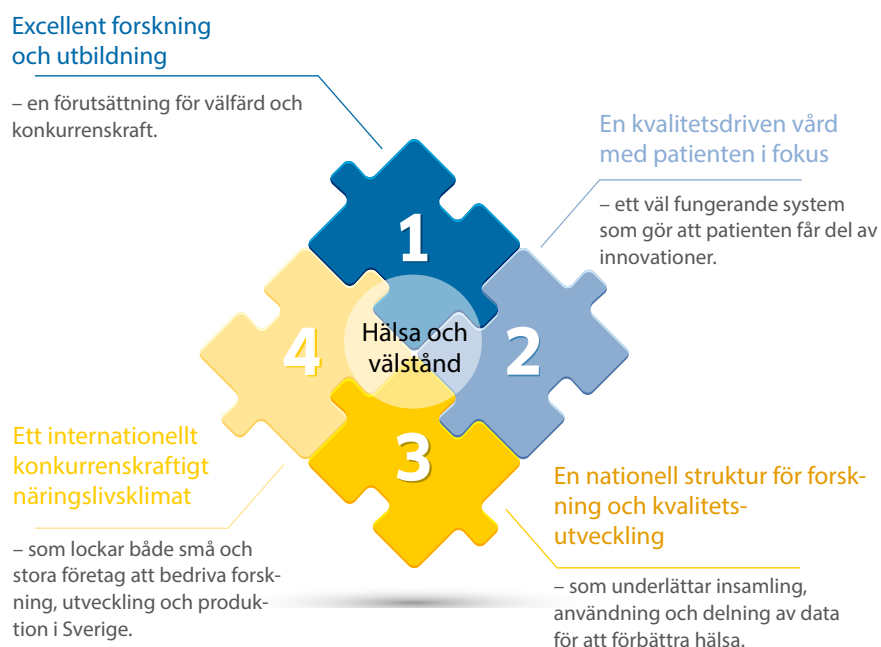 Excellent forskning
och utbildning
– en förutsättning för välfärd och
konkurrenskraft.
En kvalitetsdriven vård
med patienten i fokus
– ett väl fungerande system
som gör att patienten får del av
innovationer.
1
2
3
4
Hälsa och
välstånd
En nationell struktur för forsk-
ning och kvalitets-
utveckling
– som underlättar insamling,
användning och delning av data
för att förbättra hälsa.
Ett internationellt
konkurrenskraftigt
näringslivsklimat
– som lockar både små och
stora företag att bedriva forsk-
ning, utveckling och produk-
tion i Sverige.